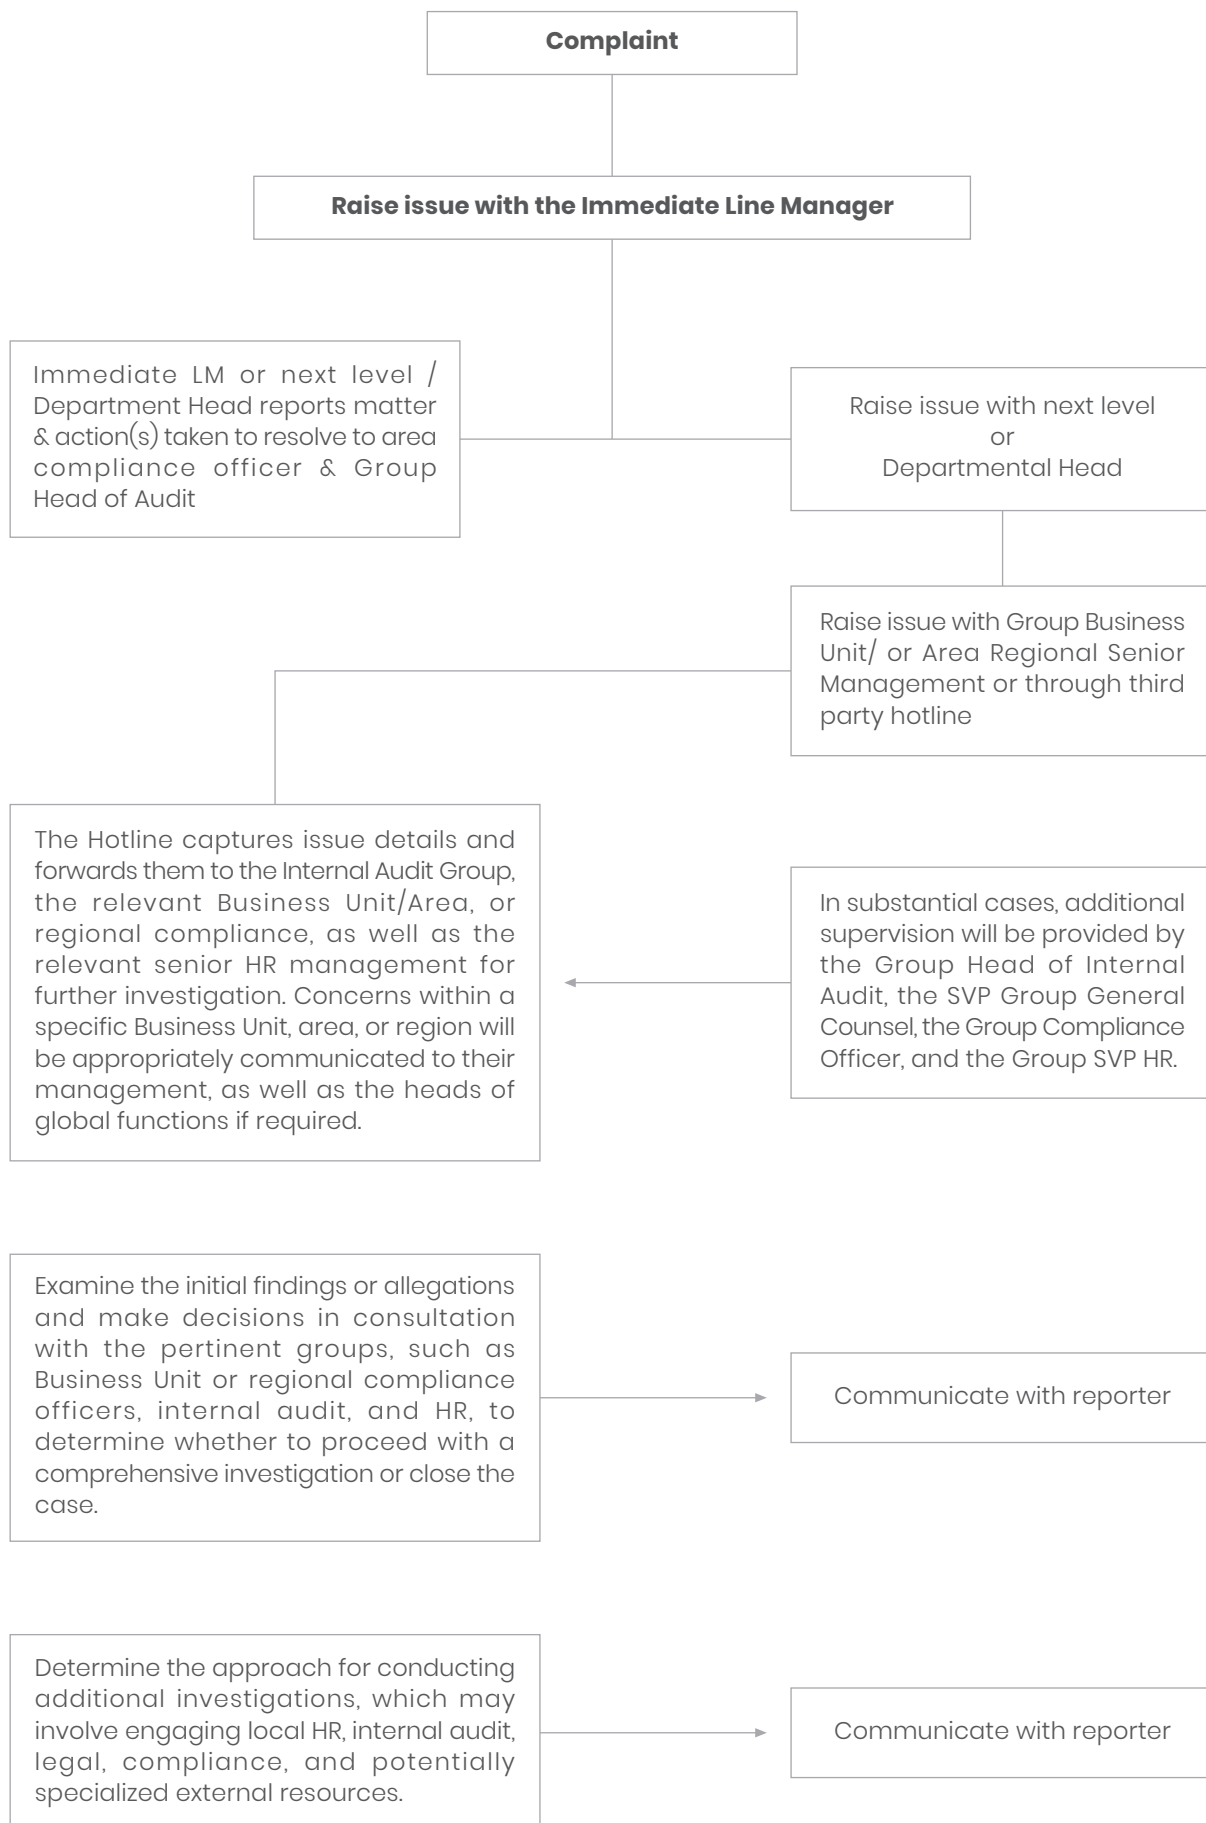 Complaint
Raise issue with the Immediate Line Manager
Immediate LM or next level /
Department Head reports matter
& action(s) taken to resolve to area
compliance officer & Group
Head of Audit
Raise issue with next level
or
Departmental Head
Raise issue with Group Business
Unit/ or Area Regional Senior
Management or through third
party hotline
The Hotline captures issue details and
forwards them to the Internal Audit Group,
the relevant Business Unit/Area, or
regional compliance, as well as the
relevant senior HR management for
further investigation. Concerns within a
specific Business Unit, area, or region will
be appropriately communicated to their
management, as well as the heads of
global functions if required.
In substantial cases, additional
supervision will be provided by
the Group Head of Internal
Audit, the SVP Group General
Counsel, the Group Compliance
Officer, and the Group SVP HR.
Examine the initial findings or allegations
and make decisions in consultation
with the pertinent groups, such as
Business Unit or regional compliance
officers, internal audit, and HR, to
determine whether to proceed with a
comprehensive investigation or close the
case.
Communicate with reporter
Determine the approach for conducting
additional investigations, which may
involve engaging local HR, internal audit,
legal, compliance, and potentially
specialized external resources.
Communicate with reporter